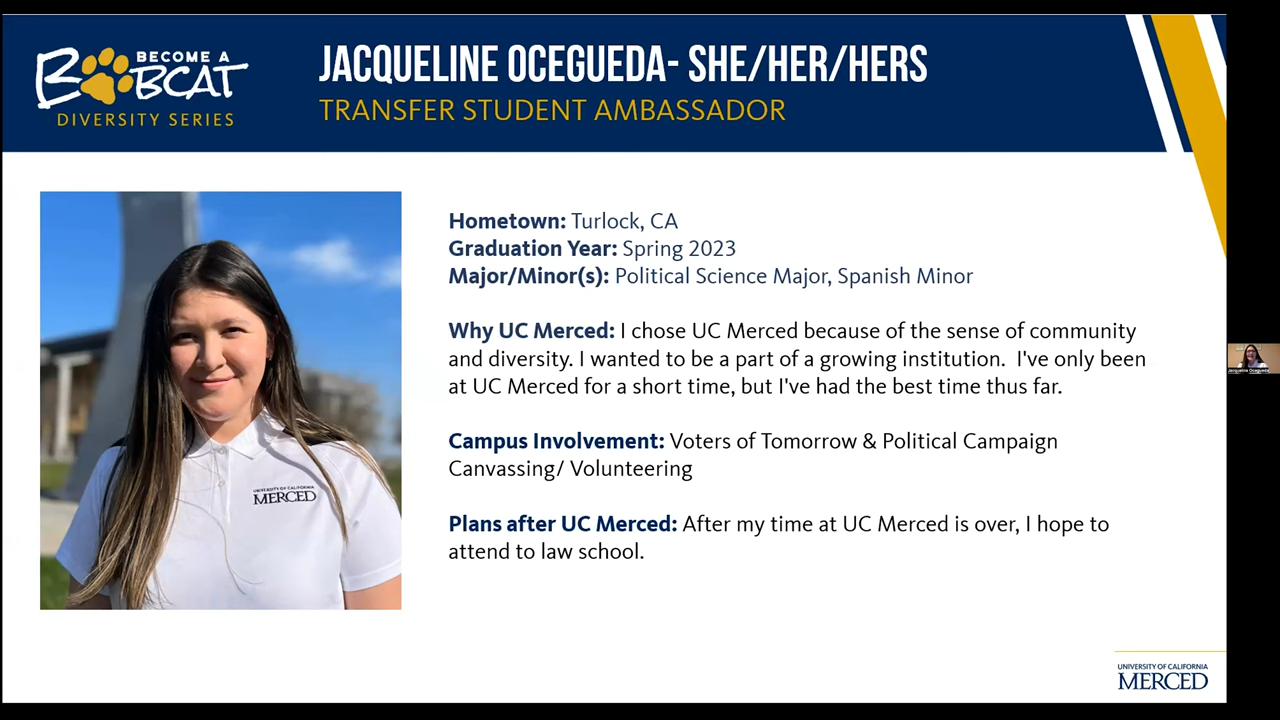 BECOME A
BOBCAT
DIVERSITY SERIES
JACQUELINE OCEGUEDA- SHE/HER/HERS
TRANSFER STUDENT AMBASSADOR
Hometown: Turlock, CA
Graduation Year: Spring 2023
Major/Minor(s): Political Science Major, Spanish Minor
Why UC Merced: I chose UC Merced because of the sense of community
and diversity. I wanted to be a part of a growing institution.  I've only been
at UC Merced for a short time, but I've had the best time thus far.
Campus Involvement: Voters of Tomorrow & Political Campaign
Canvassing/ Volunteering
Plans after UC Merced: After my time at UC Merced is over, I hope to
attend to law school.
UNIVERSITY OF CALIFORNIA
MERCED
Jacqueline Ocegueda
UNIVERSITY OF CALIFORNIA
MERCED